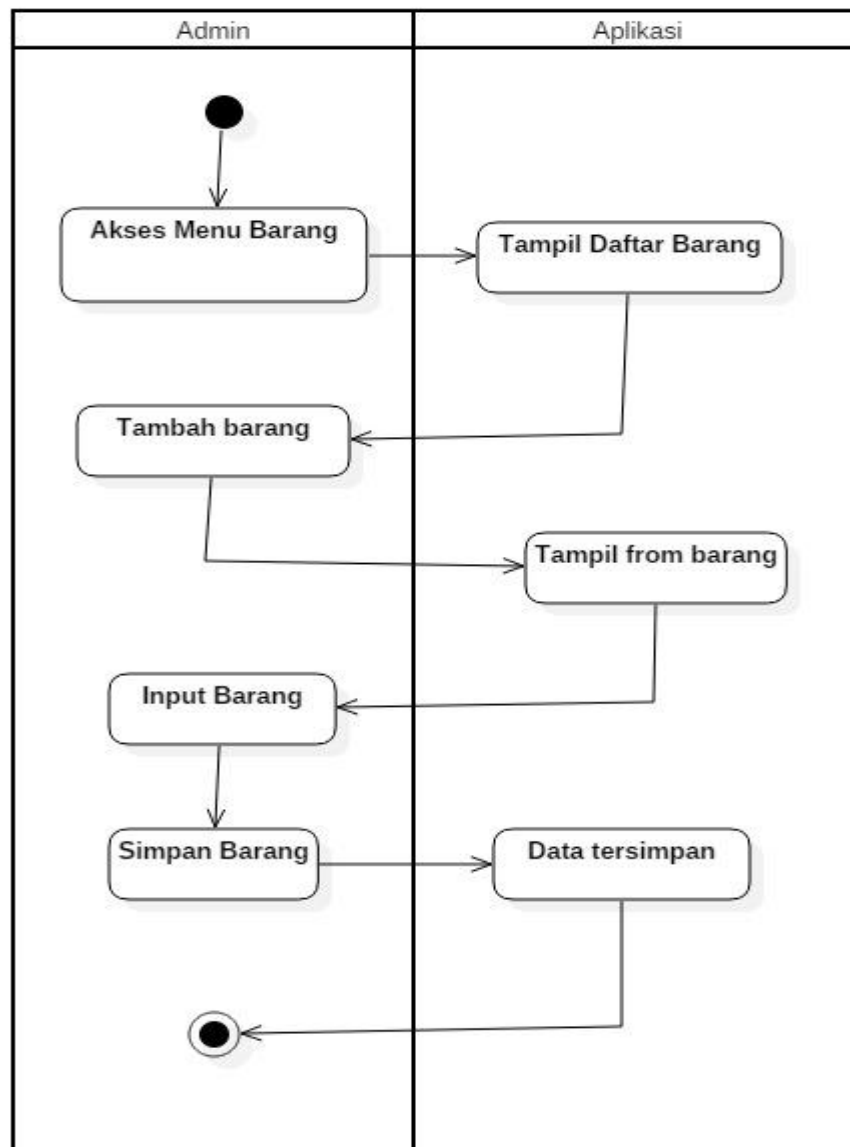 Admin
Aplikasi
Akses Menu Barang
Tampil Daftar Barang
Tambah barang
Tampil from barang
Input Barang
Simpan Barang
Data tersimpan